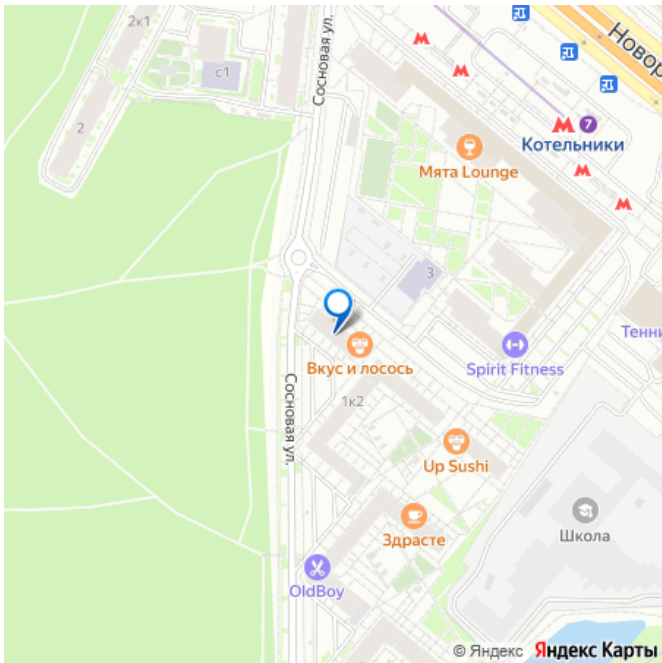 2к1
с1
2
Сосновая ул.
Новор
7
Котельники
Мята Lounge
3
Вкус и лосось
Spirit Fitness
Тенни
1к2
Сосновая ул.
Up Sushi
Здрасте
Школа
OldBoy
© Яндекс Яндекс Карты